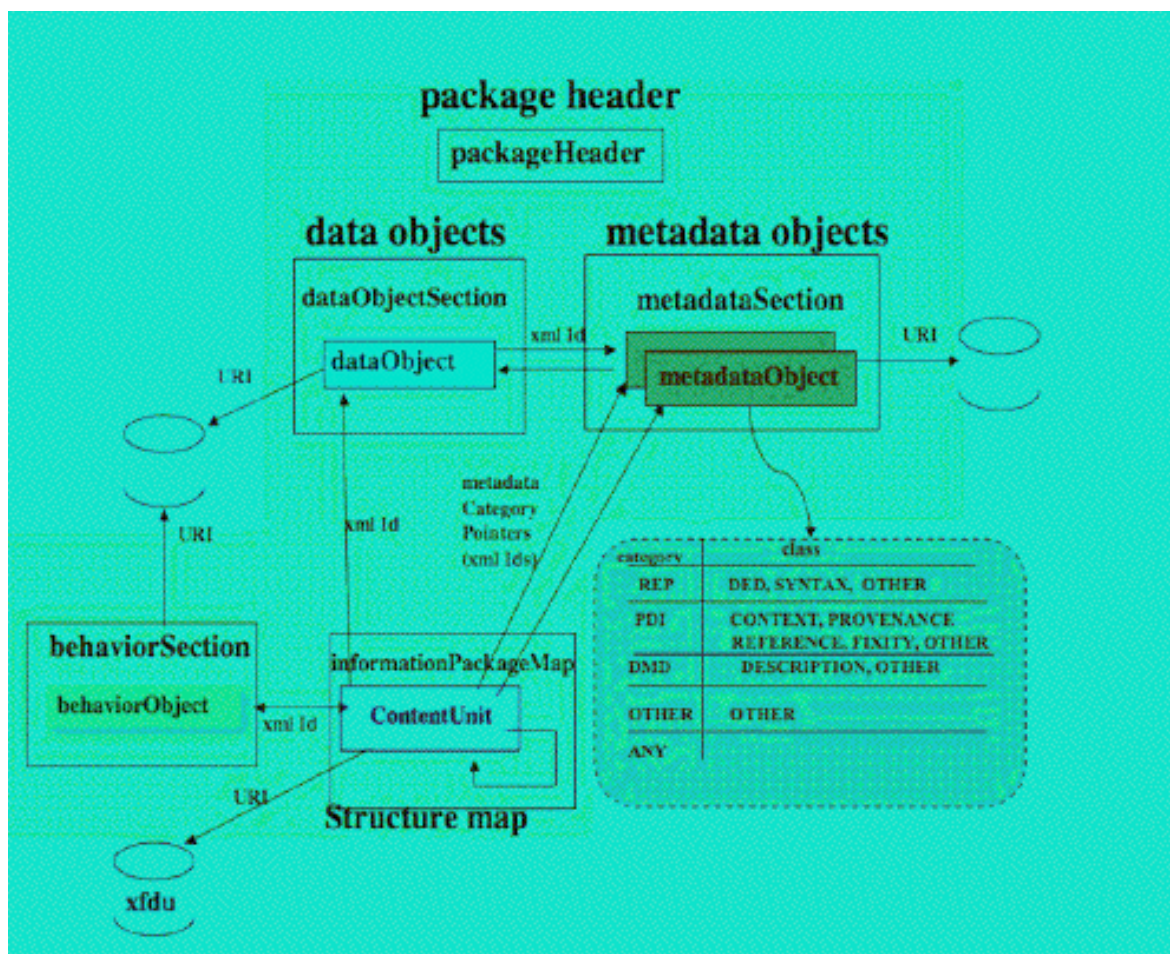 package header
packageHeader
data objects
metadata objects
dataObjectSection
metadataSection
xml Id
URI
dataObject
metadataObject
URI
metadata
Category
Pointers
(xml Ids)
xml Id
URI
category class
REP DED, SYNTAX, OTHER
PDI CONTEXT, PROVENANCE
REFERENCE, FIXITY, OTHER
DMD DESCRIPTION, OTHER
OTHER OTHER
ANY
behaviorSection
informationPackageMap
behaviorObject
ContentUnit
xml Id
URI
Structure map
xfdu